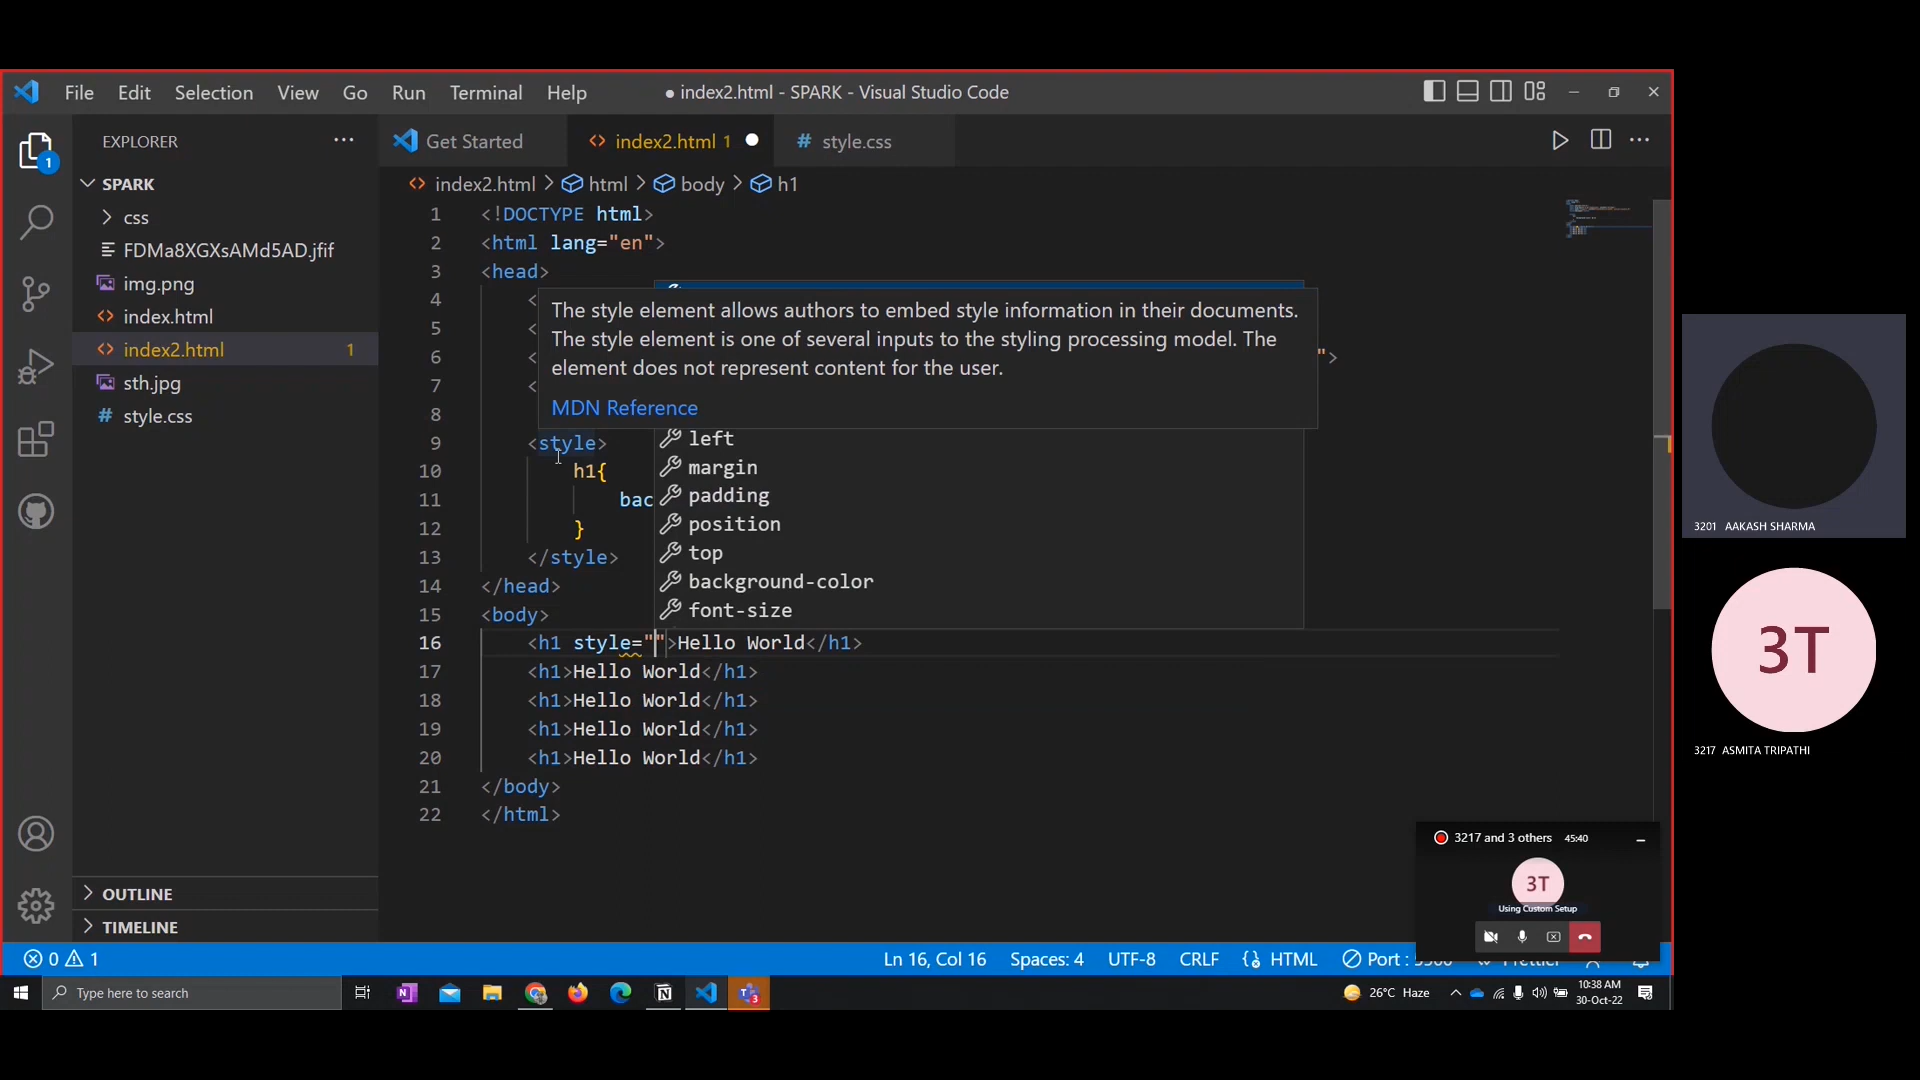 File Edit Selection View Go Run Terminal Help
● index2.html - SPARK - Visual Studio Code
EXPLORER
Get Started
index2.html 1
# style.css
SPARK
css
FDMa8XGXsAMd5AD.jfif
img.png
index.html
index2.html 1
sth.jpg
# style.css
OUTLINE
TIMELINE
index2.html > html > body > h1
1 <!DOCTYPE html>
2 <html lang="en">
3 <head>
4 <
5 <
6 < ">
7 <
8
9 <style>
10 h1{
11 bac
12 }
13 </style>
14 </head>
15 <body>
16 <h1 style="">Hello World</h1>
17 <h1>Hello World</h1>
18 <h1>Hello World</h1>
19 <h1>Hello World</h1>
20 <h1>Hello World</h1>
21 </body>
22 </html>
The style element allows authors to embed style information in their documents.
The style element is one of several inputs to the styling processing model. The
element does not represent content for the user.
MDN Reference
left
margin
padding
position
top
background-color
font-size
3201 AAKASH SHARMA
3T
3217 ASMITA TRIPATHI
3217 and 3 others 45:40
3T
Using Custom Setup
0 1
Ln 16, Col 16 Spaces: 4 UTF-8 CRLF HTML Port :
1
Type here to search
26°C Haze
10:38 AM
30-Oct-22